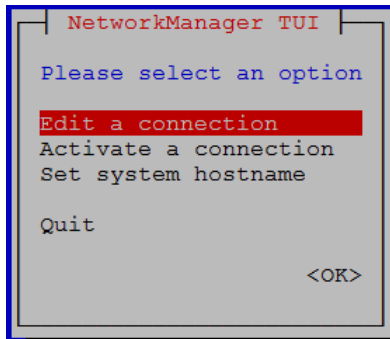 NetworkManager TUI
Please select an option
Edit a connection
Activate a connection
Set system hostname
Quit
<OK>